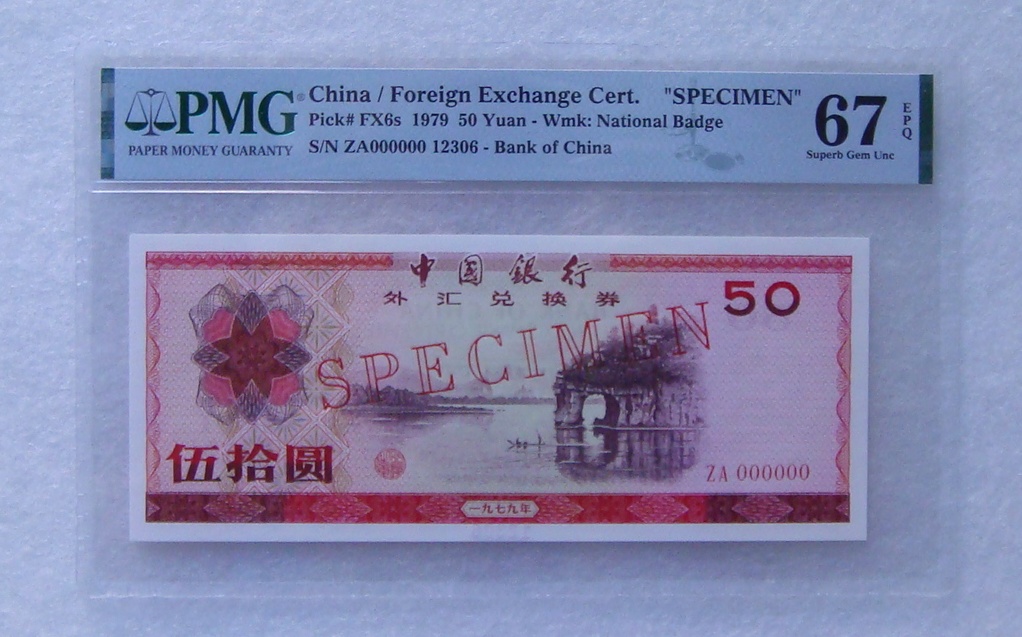 PMG®
PAPER MONEY GUARANTY
China / Foreign Exchange Cert. "SPECIMEN"
Pick# FX6s 1979 50 Yuan - Wmk: National Badge
S/N ZA000000 12306 - Bank of China
67
EPQ
Superb Gem Unc
中國銀行
外汇兑换券
50
SPECIMEN
伍拾圆
ZA 000000
一九七九年